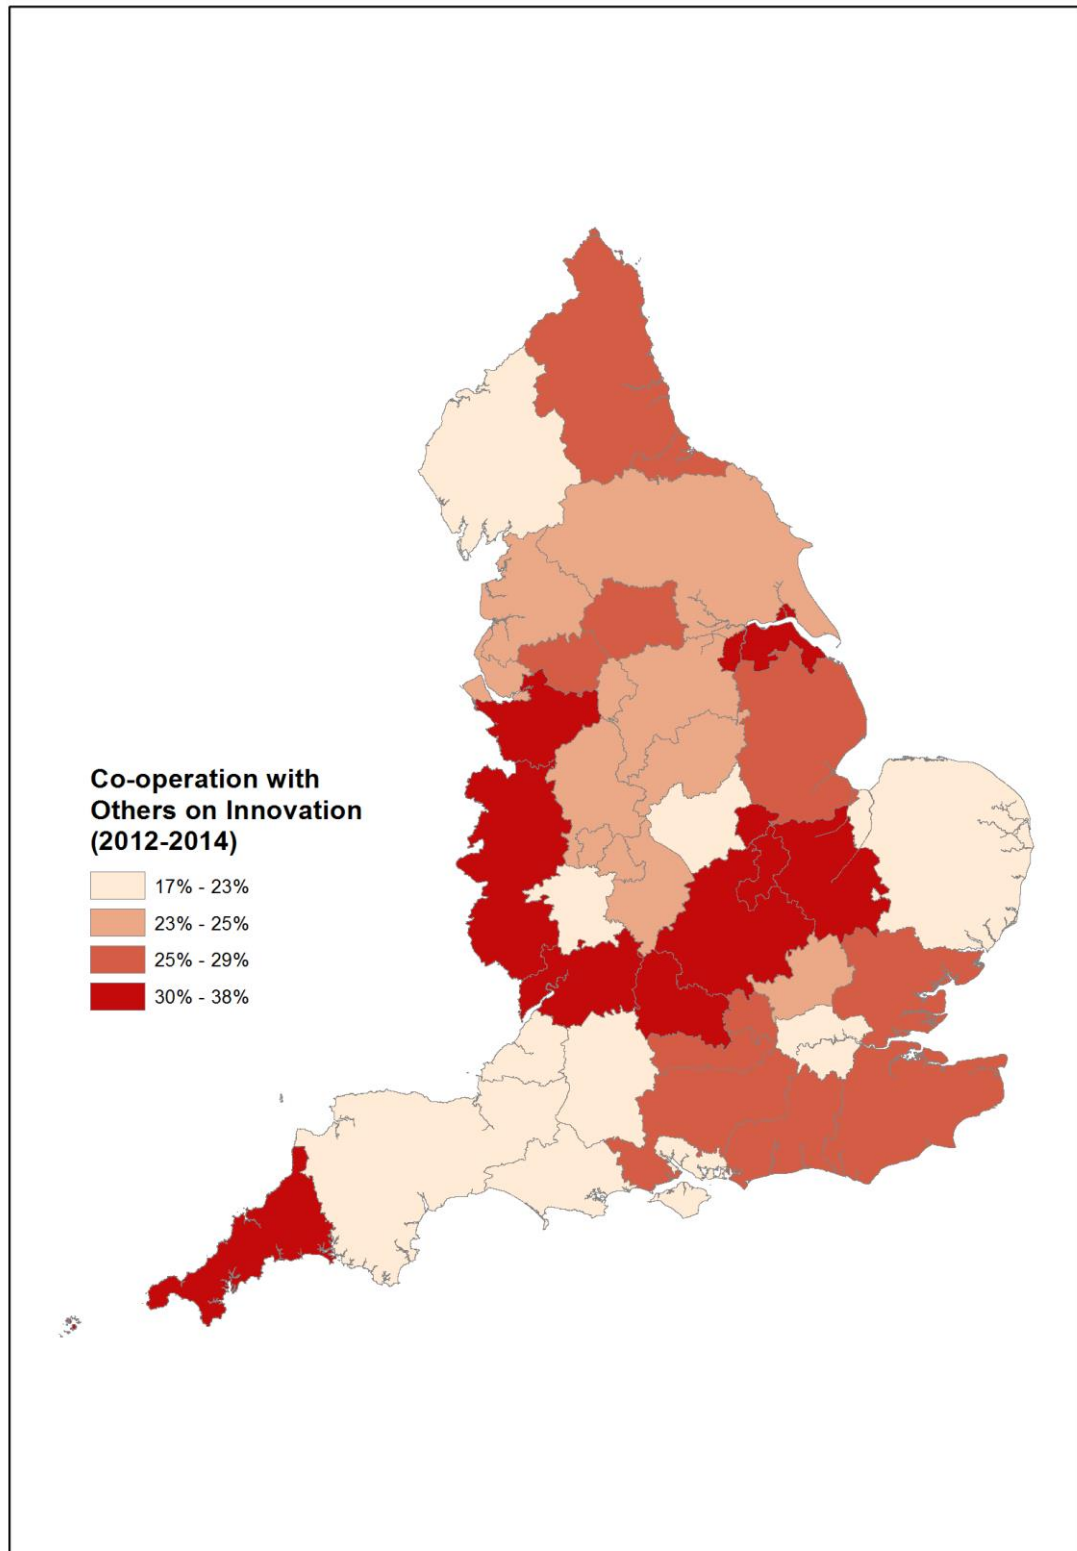 Co-operation with
Others on Innovation
(2012-2014)
17% - 23%
23% - 25%
25% - 29%
30% - 38%